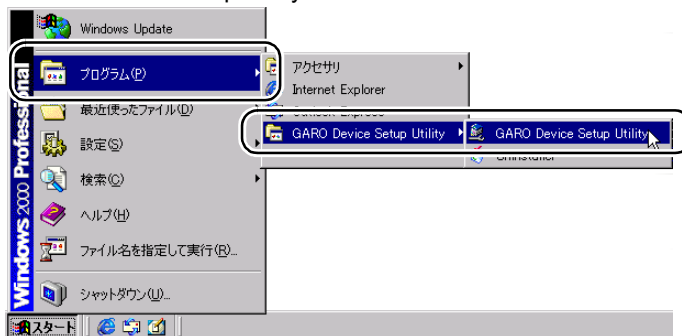 Windows Update
プログラム(P)
最近使ったファイル(D)
設定(S)
検索(C)
ヘルプ(H)
ファイル名を指定して実行(R)...
シャットダウン(U)...
Windows 2000 Professional
アクセサリ
Internet Explorer
Outlook Express
GARO Device Setup Utility
GARO Device Setup Utility
Uninstaller
スタート